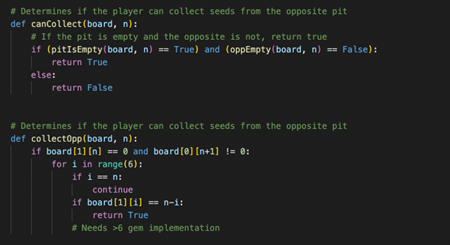 # Determines if the player can collect seeds from the opposite pit
def canCollect(board, n):
# If the pit is empty and the opposite is not, return true
if (pitIsEmpty(board, n) == True) and (oppEmpty(board, n) == False):
return True
else:
return False
# Determines if the player can collect seeds from the opposite pit
def collectOpp(board, n):
if board[1][n] == 0 and board[0][n+1] != 0:
for i in range(6):
if i == n:
continue
if board[1][i] == n-i:
return True
# Needs >6 gem implementation